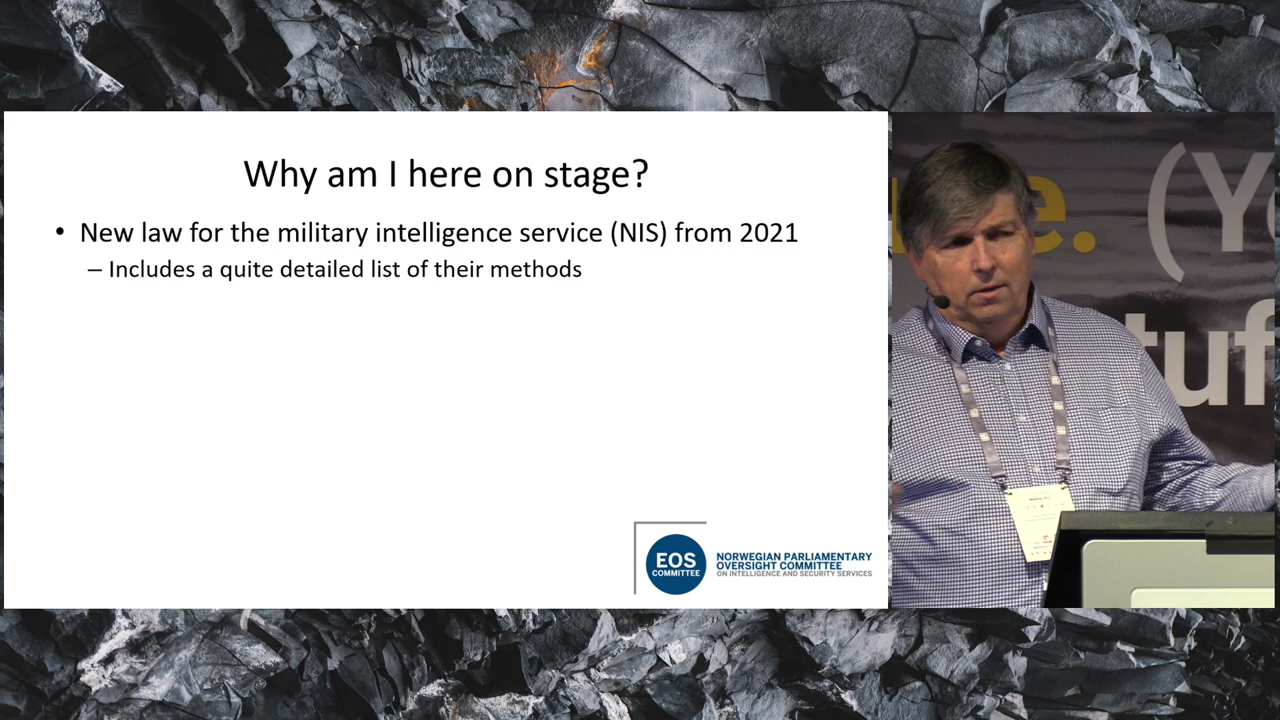 Why am I here on stage?
• New law for the military intelligence service (NIS) from 2021
– Includes a quite detailed list of their methods
EOS
COMMITTEE
NORWEGIAN PARLIAMENTARY
OVERSIGHT COMMITTEE
ON INTELLIGENCE AND SECURITY SERVICES
e. (Y
tuf